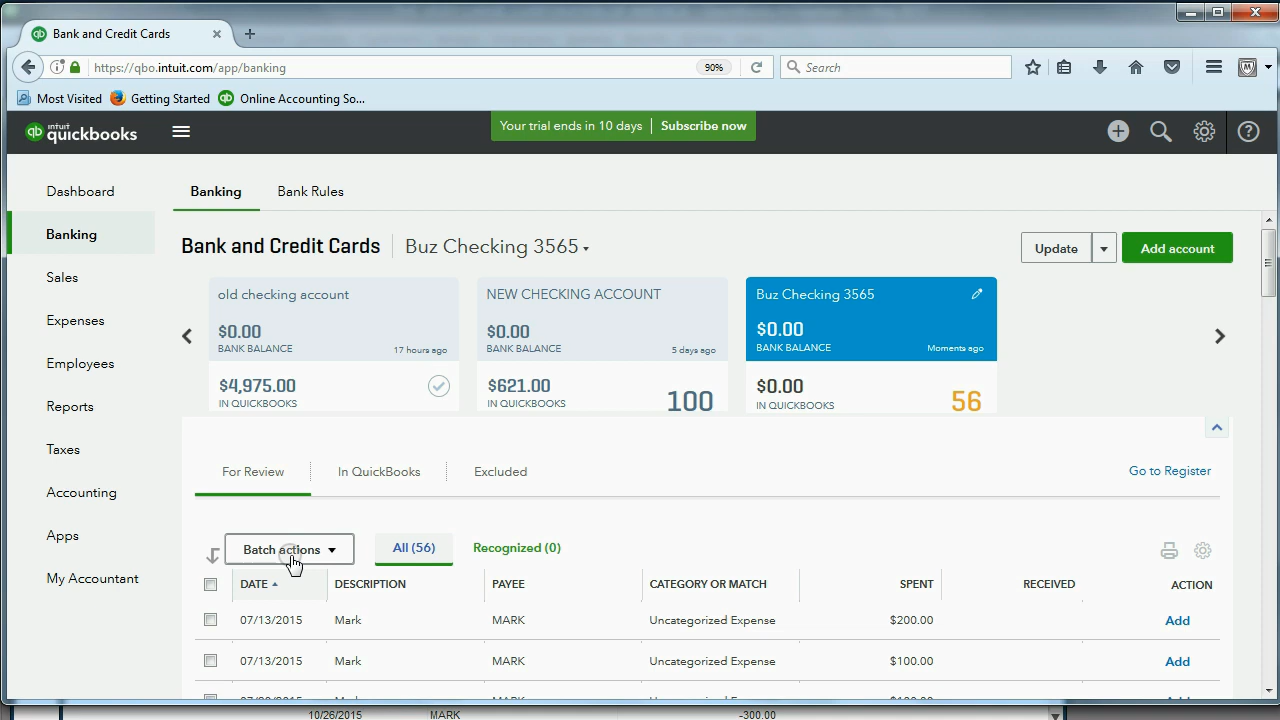 Bank and Credit Cards
https://qbo.intuit.com/app/banking
90%
Search
Most Visited
Getting Started
Online Accounting So...
intuit
quickbooks
Your trial ends in 10 days
Subscribe now
Dashboard
Banking
Sales
Expenses
Employees
Reports
Taxes
Accounting
Apps
My Accountant
Banking
Bank Rules
Bank and Credit Cards
Buz Checking 3565
Update
Add account
old checking account
$0.00
BANK BALANCE
17 hours ago
$4,975.00
IN QUICKBOOKS
NEW CHECKING ACCOUNT
$0.00
BANK BALANCE
5 days ago
$621.00
IN QUICKBOOKS
100
Buz Checking 3565
$0.00
BANK BALANCE
Moments ago
$0.00
IN QUICKBOOKS
56
For Review
In QuickBooks
Excluded
Go to Register
Batch actions
All (56)
Recognized (0)
DATE DESCRIPTION PAYEE CATEGORY OR MATCH SPENT RECEIVED ACTION
07/13/2015 Mark MARK Uncategorized Expense $200.00 Add
07/13/2015 Mark MARK Uncategorized Expense $100.00 Add
10/26/2015 MARK -300.00